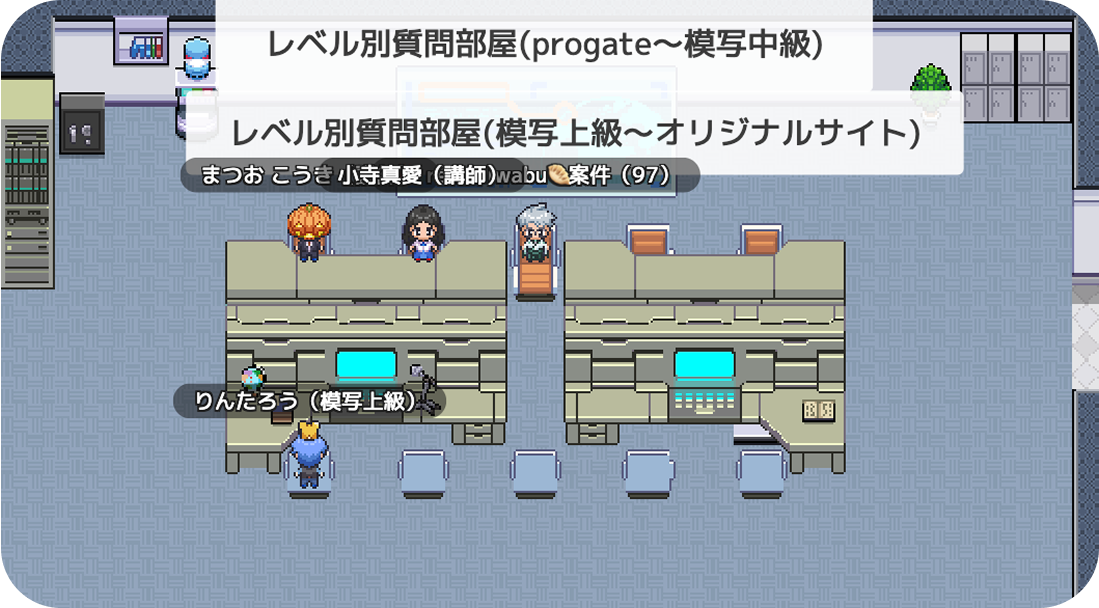 レベル別質問部屋(progate〜模写中級)
レベル別質問部屋(模写上級〜オリジナルサイト)
まつお こうき 小寺真愛（講師） wabu🥟案件（97）
りんたろう（模写上級）